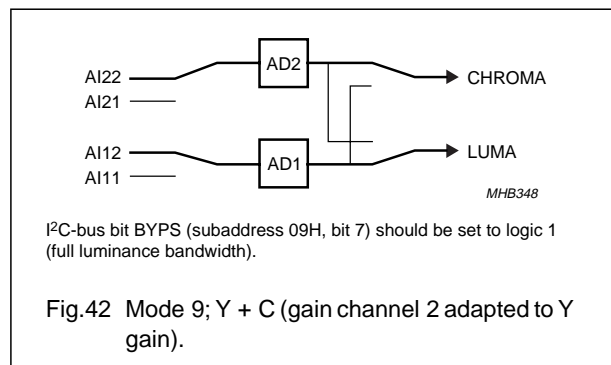 AD2
AI22
CHROMA
AI21
AI12
LUMA
AD1
AI11
MHB348
I²C-bus bit BYPS (subaddress 09H, bit 7) should be set to logic 1
(full luminance bandwidth).
Fig.42 Mode 9; Y + C (gain channel 2 adapted to Y
gain).